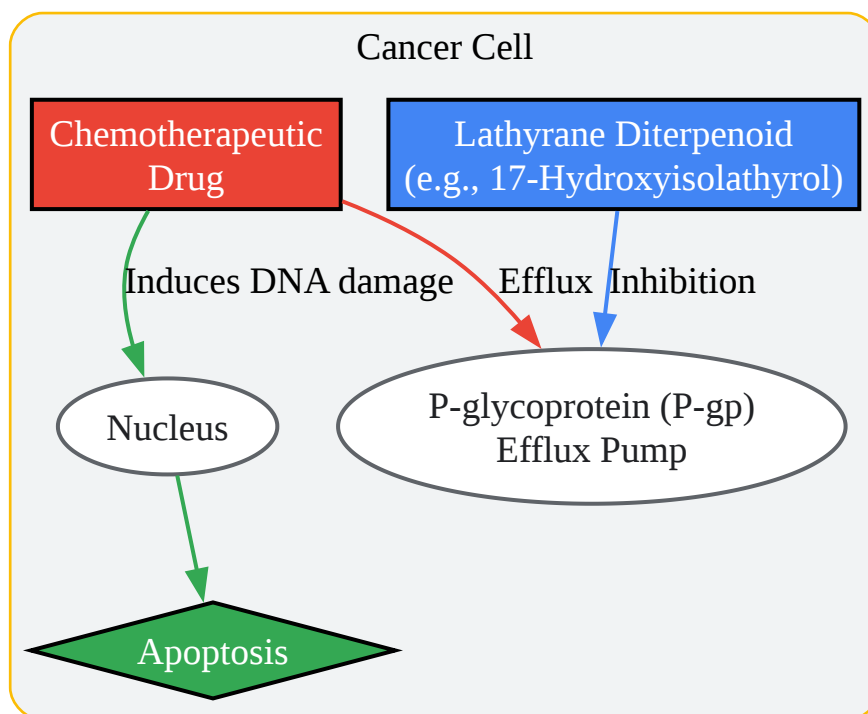 Cancer Cell
Chemotherapeutic
Drug
Lathyrane Diterpenoid
(e.g., 17-Hydroxyisolathyrol)
Induces DNA damage
Efflux
Inhibition
Nucleus
P-glycoprotein (P-gp)
Efflux Pump
Apoptosis